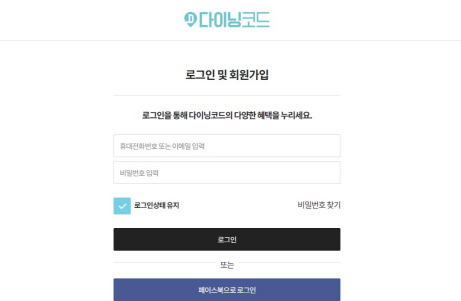 다이닝코드
로그인 및 회원가입
로그인을 통해 다이닝코드의 다양한 혜택을 누리세요.
휴대전화번호 또는 이메일 입력
비밀번호 입력
로그인상태 유지
비밀번호 찾기
로그인
또는
페이스북으로 로그인